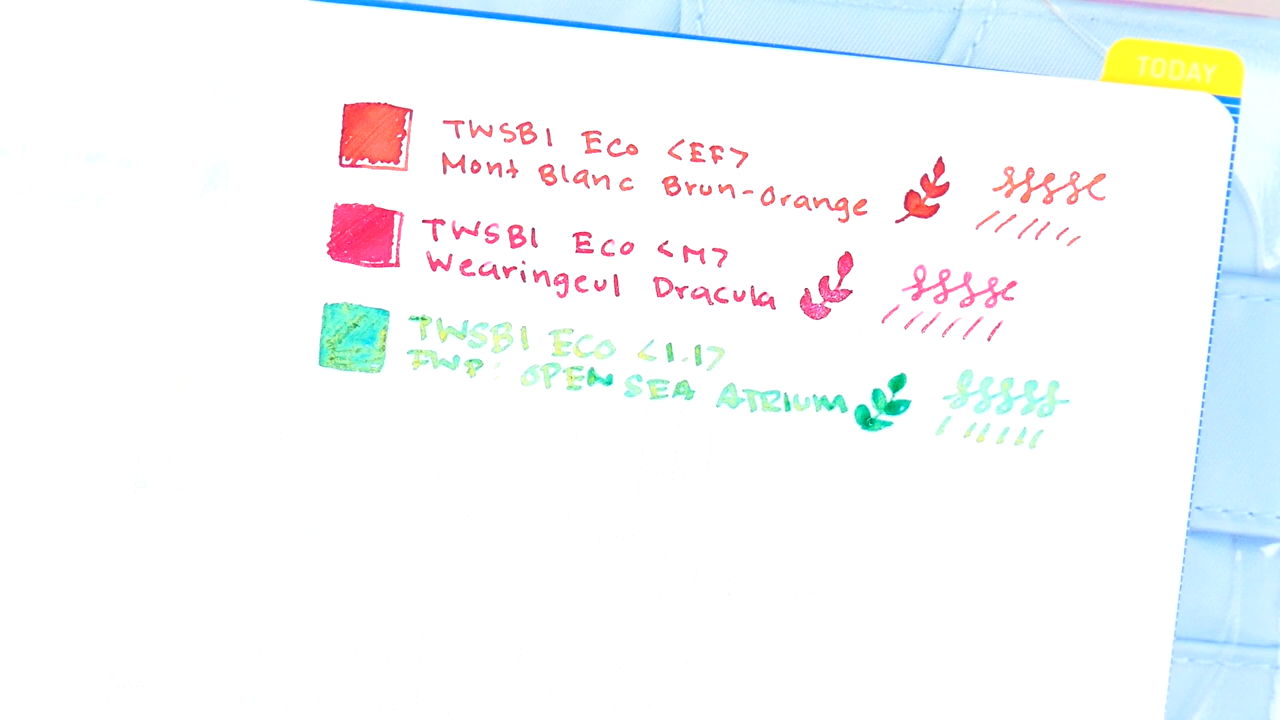 TODAY
TWSBI Eco <EF>
Mont Blanc Brun-Orange
TWSBI Eco <M>
Wearingeul Dracula
TWSBI ECO <1.1>
IWP: OPEN SEA ATRIUM